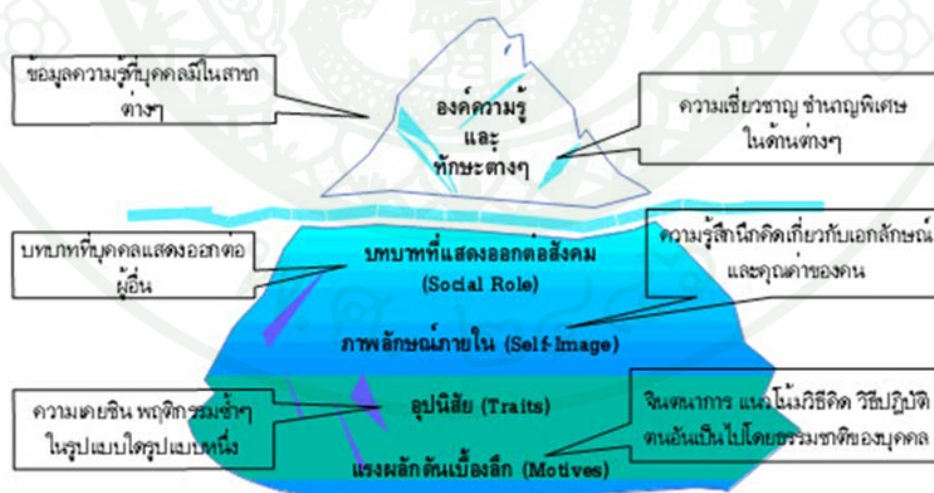 ข้อมูลความรู้ที่บุคคลมีในสาขา
ต่างๆ
องค์ความรู้
และ
ทักษะต่างๆ
ความเชี่ยวชาญ ชำนาญพิเศษ
ในด้านต่างๆ
บทบาทที่บุคคลแสดงออกต่อ
ผู้อื่น
บทบาทที่แสดงออกต่อสังคม
(Social Role)
ความรู้สึกนึกคิดเกี่ยวกับเอกลักษณ์
และคุณค่าของคน
ภาพลักษณ์ภายใน (Self-Image)
ความเคยชิน พฤติกรรมซ้ำๆ
ในรูปแบบใดรูปแบบหนึ่ง
อุปนิสัย (Traits)
แรงผลักดันเบื้องลึก (Motives)
จินตนาการ แนวโน้มวิธีคิด วิธีปฏิบัติ
ตนอันเป็นไปโดยธรรมชาติของบุคคล